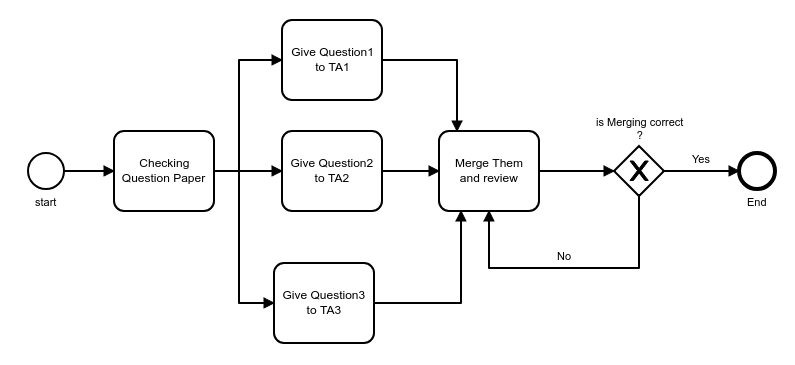 start
Checking
Question Paper
Give Question1
to TA1
Give Question2
to TA2
Give Question3
to TA3
Merge Them
and review
is Merging correct
?
Yes
No
End